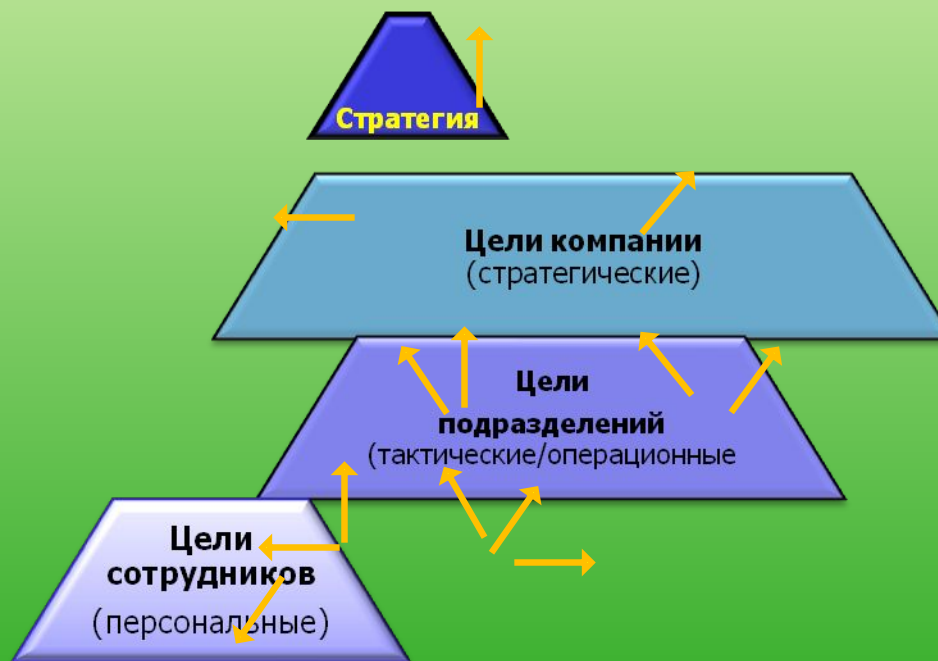 Стратегия
Цели компании
(стратегические)
Цели
подразделений
(тактические/операционные
Цели
сотрудников
(персональные)